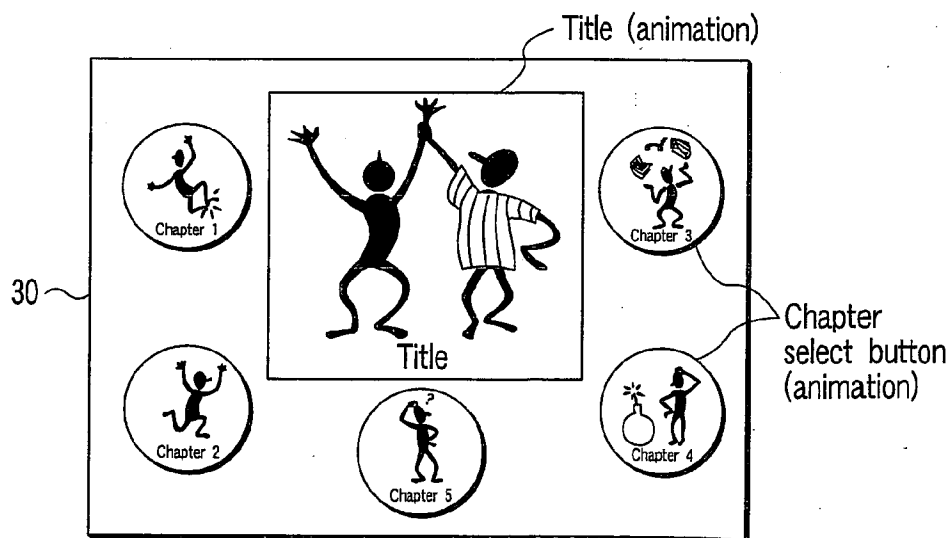 Title (animation)
Chapter 1
Chapter 3
30
Title
Chapter
select button
(animation)
?
Chapter 2
Chapter 4
Chapter 5